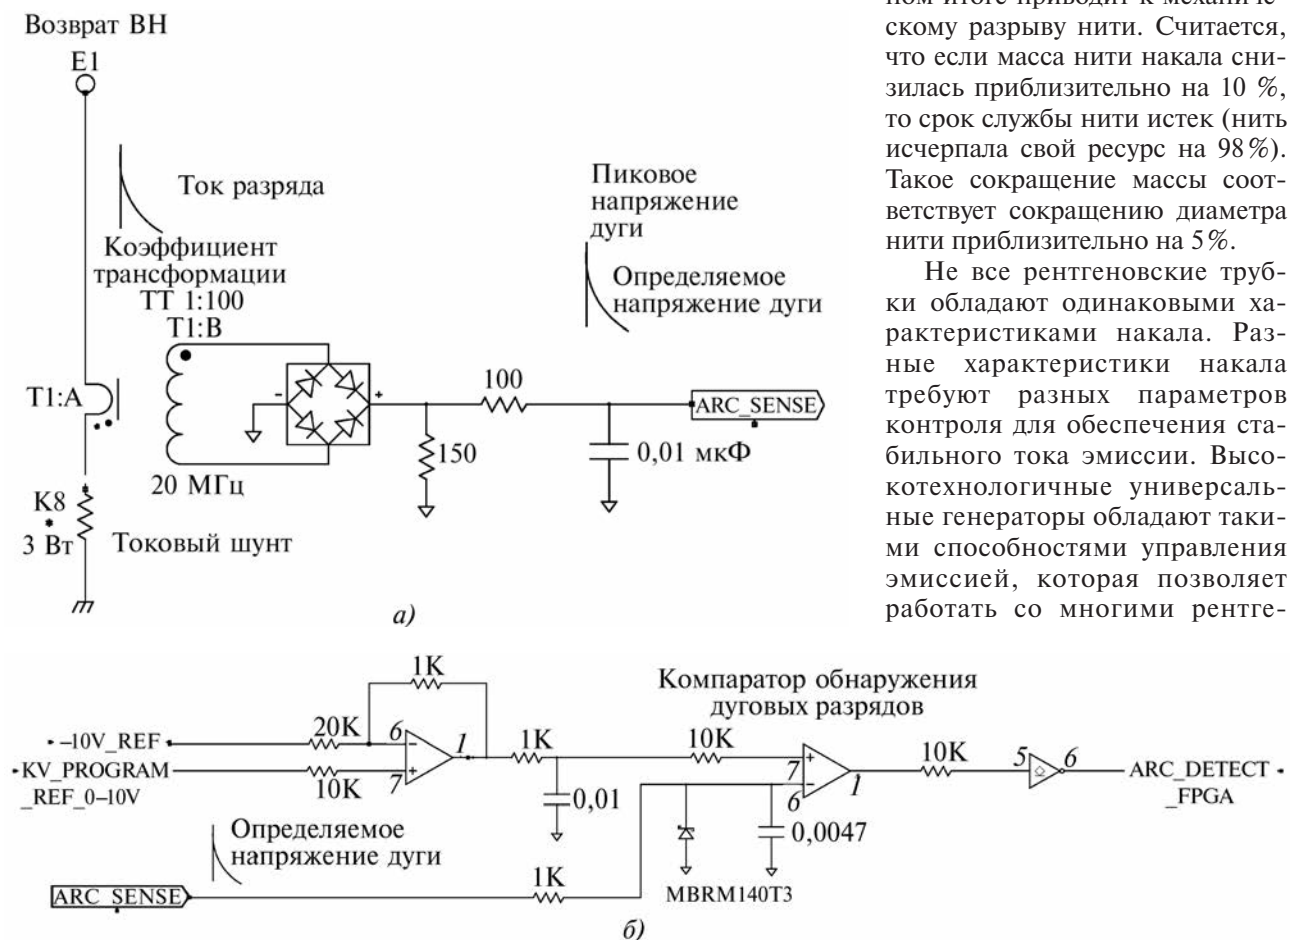 Возврат ВН
E1
Ток разряда
Коэффициент
трансформации
ТТ 1:100
T1:B
T1:A
20 МГц
K8
3 Вт
Токовый шунт
-
+
100
150
0,01 мкФ
ARC_SENSE
Пиковое
напряжение
дуги
Определяемое
напряжение дуги
а)
скому разрыву нити. Считается,
что если масса нити накала сни-
зилась приблизительно на 10 %,
то срок службы нити истек (нить
исчерпала свой ресурс на 98%).
Такое сокращение массы соот-
ветствует сокращению диаметра
нити приблизительно на 5%.
Не все рентгеновские труб-
ки обладают одинаковыми ха-
рактеристиками накала. Раз-
ные характеристики накала
требуют разных параметров
контроля для обеспечения ста-
бильного тока эмиссии. Высо-
котехнологичные универсаль-
ные генераторы обладают таки-
ми способностями управления
эмиссией, которая позволяет
работать со многими рентге-
1K
–10V_REF
20K
6
-
1
KV_PROGRAM
_REF_0–10V
10K
7
+
1K
0,01
Компаратор обнаружения
дуговых разрядов
10K
+
7
-
6
1
10K
5
6
ARC_DETECT
_FPGA
0,0047
MBRM140T3
Определяемое
напряжение дуги
ARC_SENSE
1K
б)